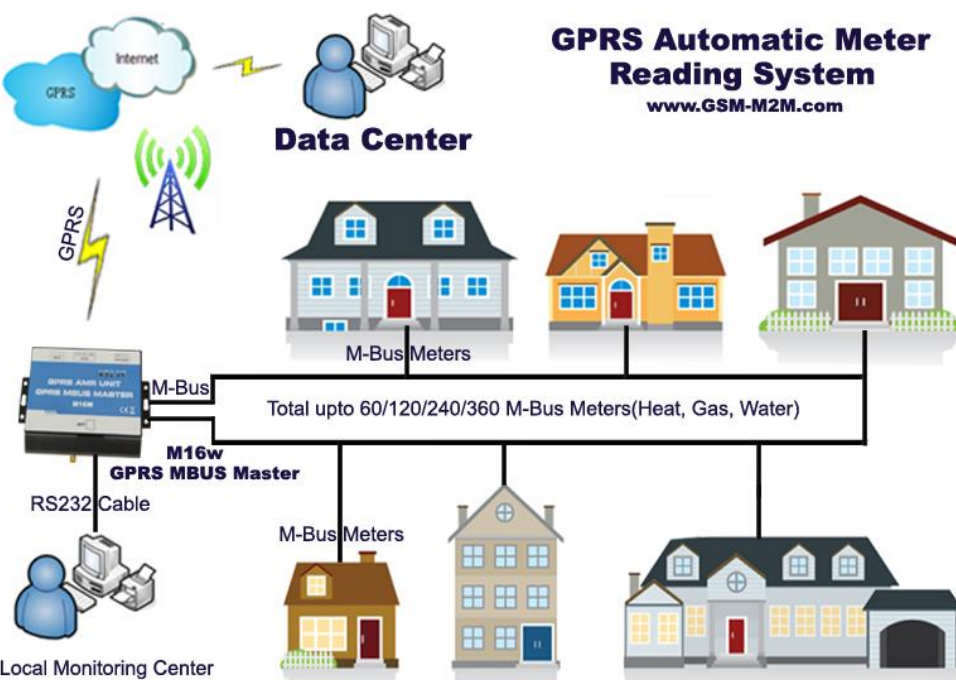 Internet
GPRS
GPRS Automatic Meter
Reading System
www.GSM-M2M.com
Data Center
GPRS
M-Bus Meters
GPRS AMR UNIT
GPRS MBUS MASTER
M16W
M-Bus
Total upto 60/120/240/360 M-Bus Meters(Heat, Gas, Water)
M16w
GPRS MBUS Master
RS232 Cable
M-Bus Meters
Local Monitoring Center